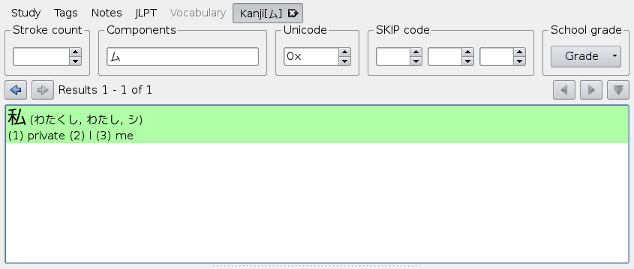 Study Tags Notes JLPT Vocabulary Kanji[ム]
Stroke count Components Unicode SKIP code School grade
ム 0x Grade
Results 1 - 1 of 1
私 (わたくし, わたし, シ)
(1) private (2) I (3) me